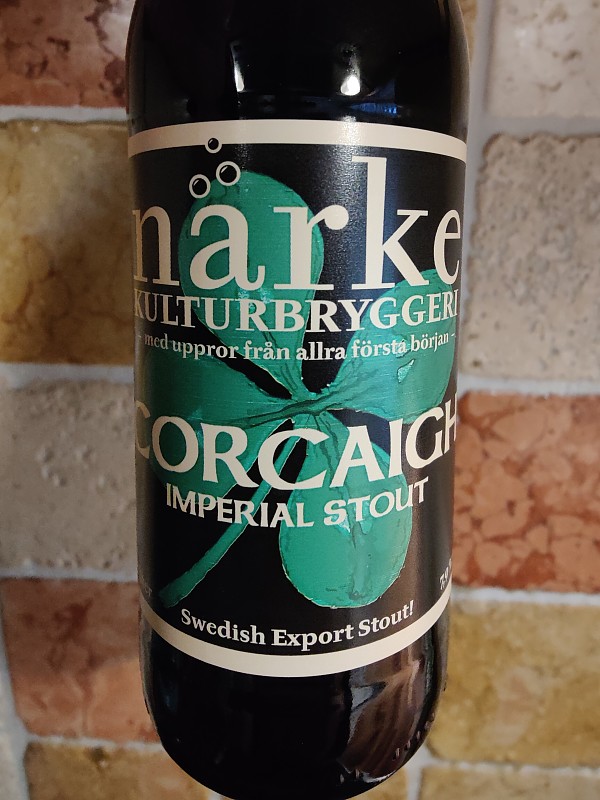 närke
KULTURBRYGGERI
- med uppror från allra första början -
CORCAIGH
IMPERIAL STOUT
Swedish Export Stout!